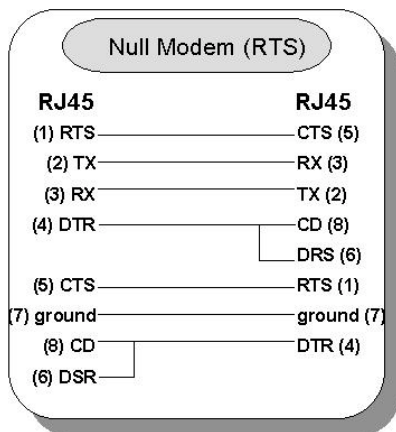 Null Modem (RTS)
RJ45 RJ45
(1) RTS CTS (5)
(2) TX RX (3)
(3) RX TX (2)
(4) DTR CD (8)
DRS (6)
(5) CTS RTS (1)
(7) ground ground (7)
(8) CD DTR (4)
(6) DSR